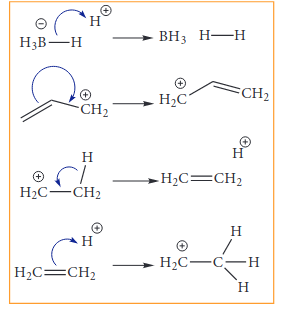 ⊖ H⊕
H₃B—H ⟶ BH₃ H—H
⊕CH₂ ⟶ H₂C⊕ CH₂
H H⊕
⊕H₂C—CH₂ ⟶ H₂C=CH₂
H⊕ H
H₂C=CH₂ ⟶ H₂C⊕—C—H
H